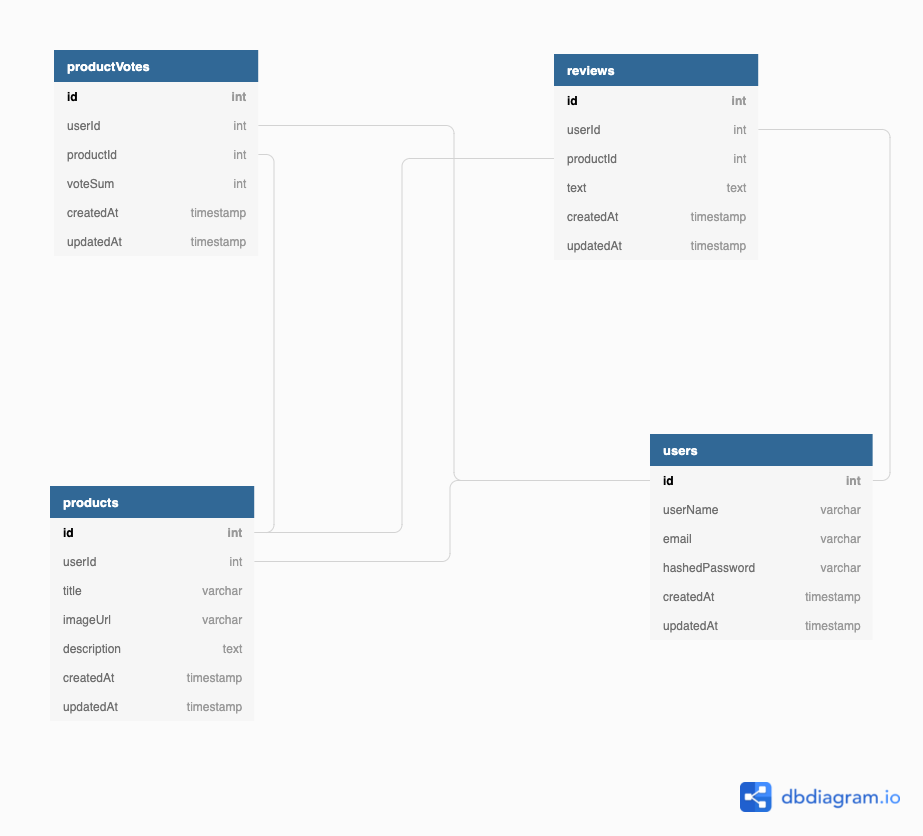 productVotes
id int
userId int
productId int
voteSum int
createdAt timestamp
updatedAt timestamp
reviews
id int
userId int
productId int
text text
createdAt timestamp
updatedAt timestamp
users
id int
userName varchar
email varchar
hashedPassword varchar
createdAt timestamp
updatedAt timestamp
products
id int
userId int
title varchar
imageUrl varchar
description text
createdAt timestamp
updatedAt timestamp
dbdiagram.io